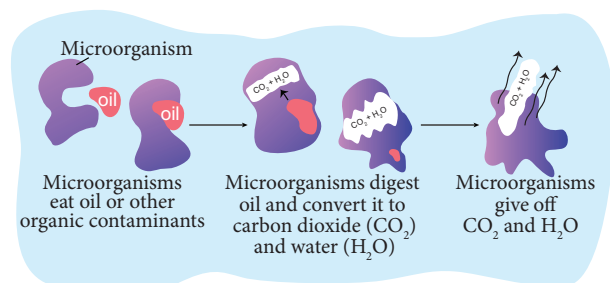 Microorganism
oil
oil
CO₂ + H₂O
CO₂ + H₂O
CO₂ + H₂O
Microorganisms
eat oil or other
organic contaminants
Microorganisms digest
oil and convert it to
carbon dioxide (CO₂)
and water (H₂O)
Microorganisms
give off
CO₂ and H₂O